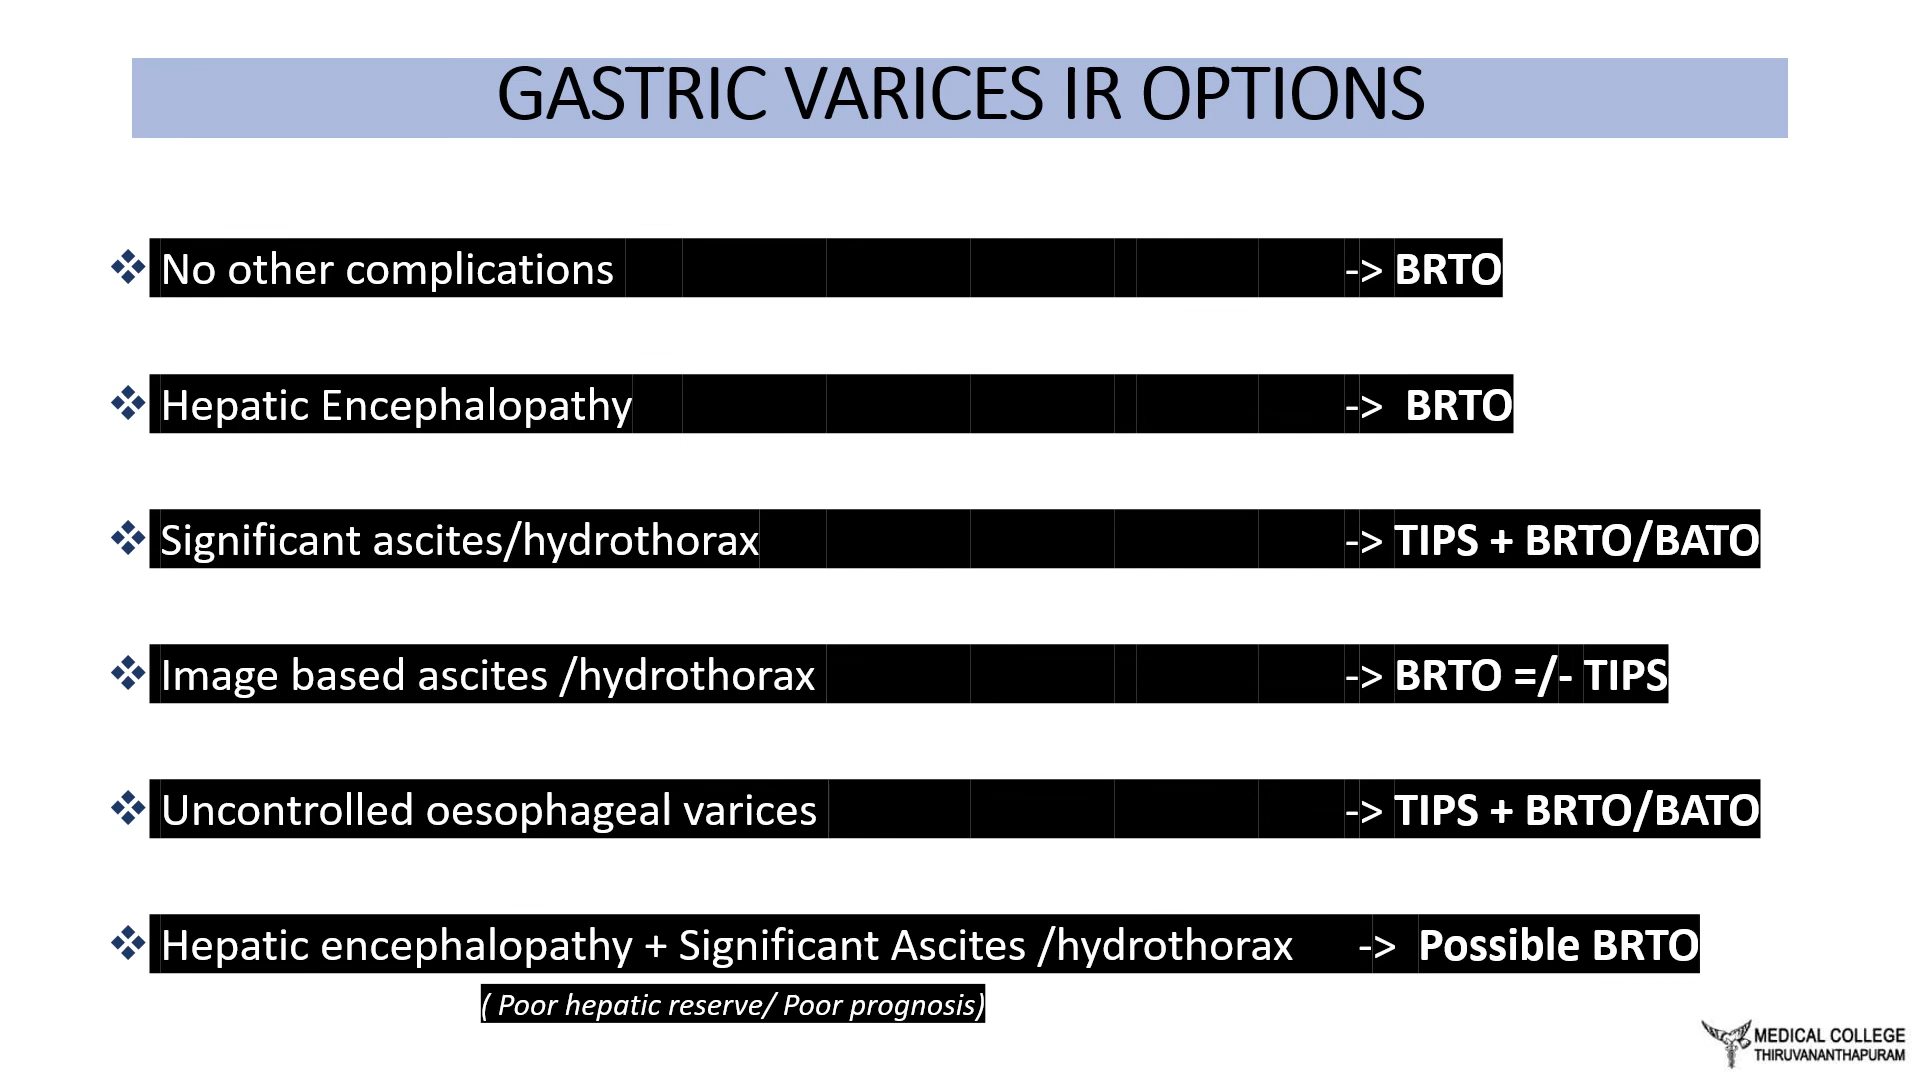 GASTRIC VARICES IR OPTIONS
No other complications -> BRTO
Hepatic Encephalopathy -> BRTO
Significant ascites/hydrothorax -> TIPS + BRTO/BATO
Image based ascites /hydrothorax -> BRTO =/- TIPS
Uncontrolled oesophageal varices -> TIPS + BRTO/BATO
Hepatic encephalopathy + Significant Ascites /hydrothorax -> Possible BRTO
( Poor hepatic reserve/ Poor prognosis)
MEDICAL COLLEGE
THIRUVANANTHAPURAM